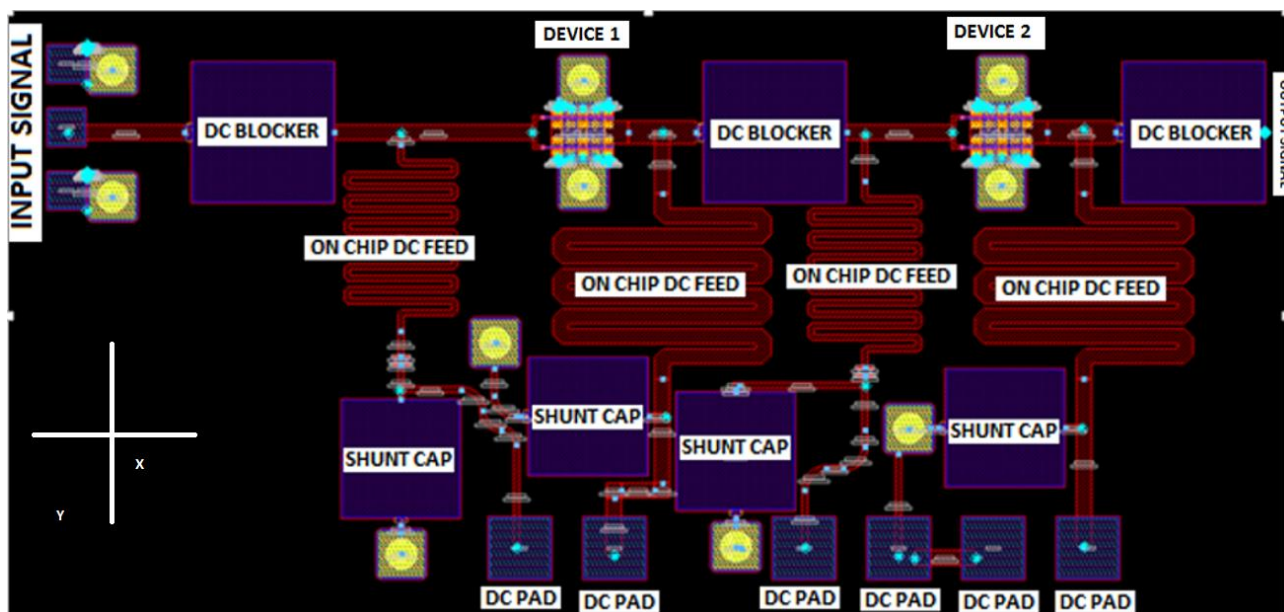 INPUT SIGNAL
DEVICE 1
DEVICE 2
DC BLOCKER
DC BLOCKER
DC BLOCKER
ON CHIP DC FEED
ON CHIP DC FEED
ON CHIP DC FEED
ON CHIP DC FEED
SHUNT CAP
SHUNT CAP
SHUNT CAP
SHUNT CAP
X
Y
DC PAD
DC PAD
DC PAD
DC PAD
DC PAD
DC PAD